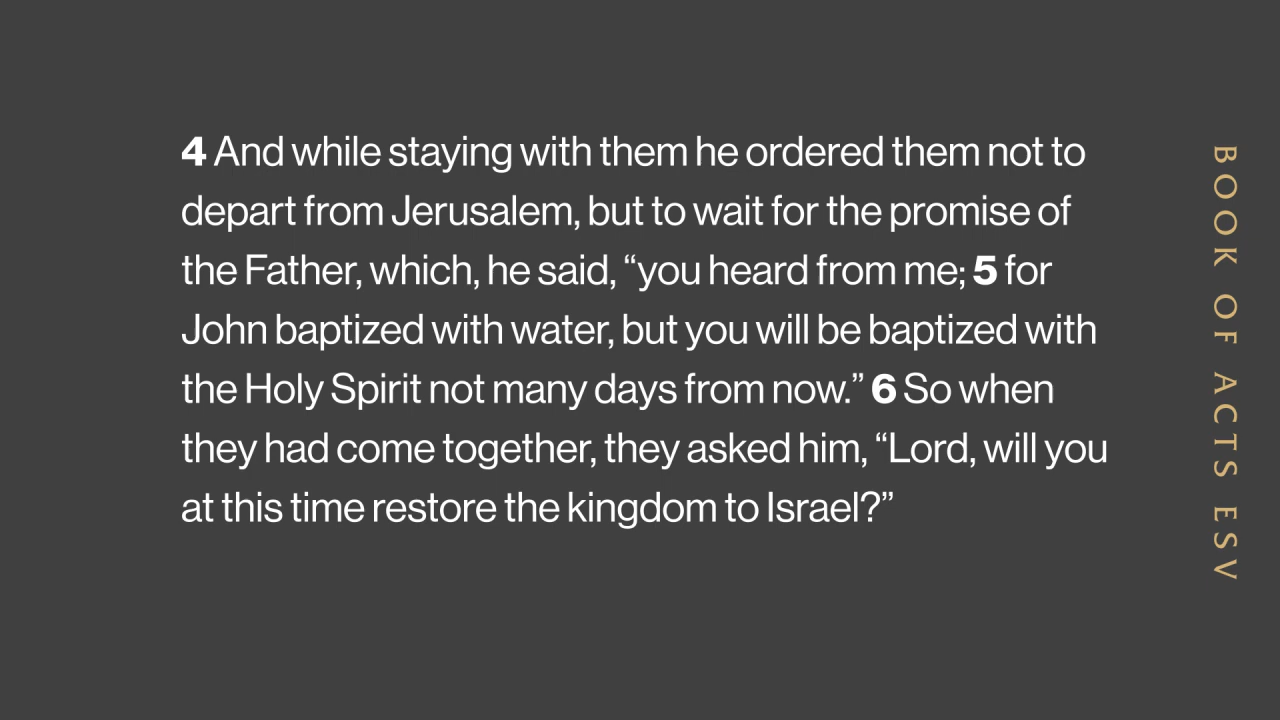 4 And while staying with them he ordered them not to
depart from Jerusalem, but to wait for the promise of
the Father, which, he said, “you heard from me; 5 for
John baptized with water, but you will be baptized with
the Holy Spirit not many days from now.” 6 So when
they had come together, they asked him, “Lord, will you
at this time restore the kingdom to Israel?”
BOOK OF ACTS ESV